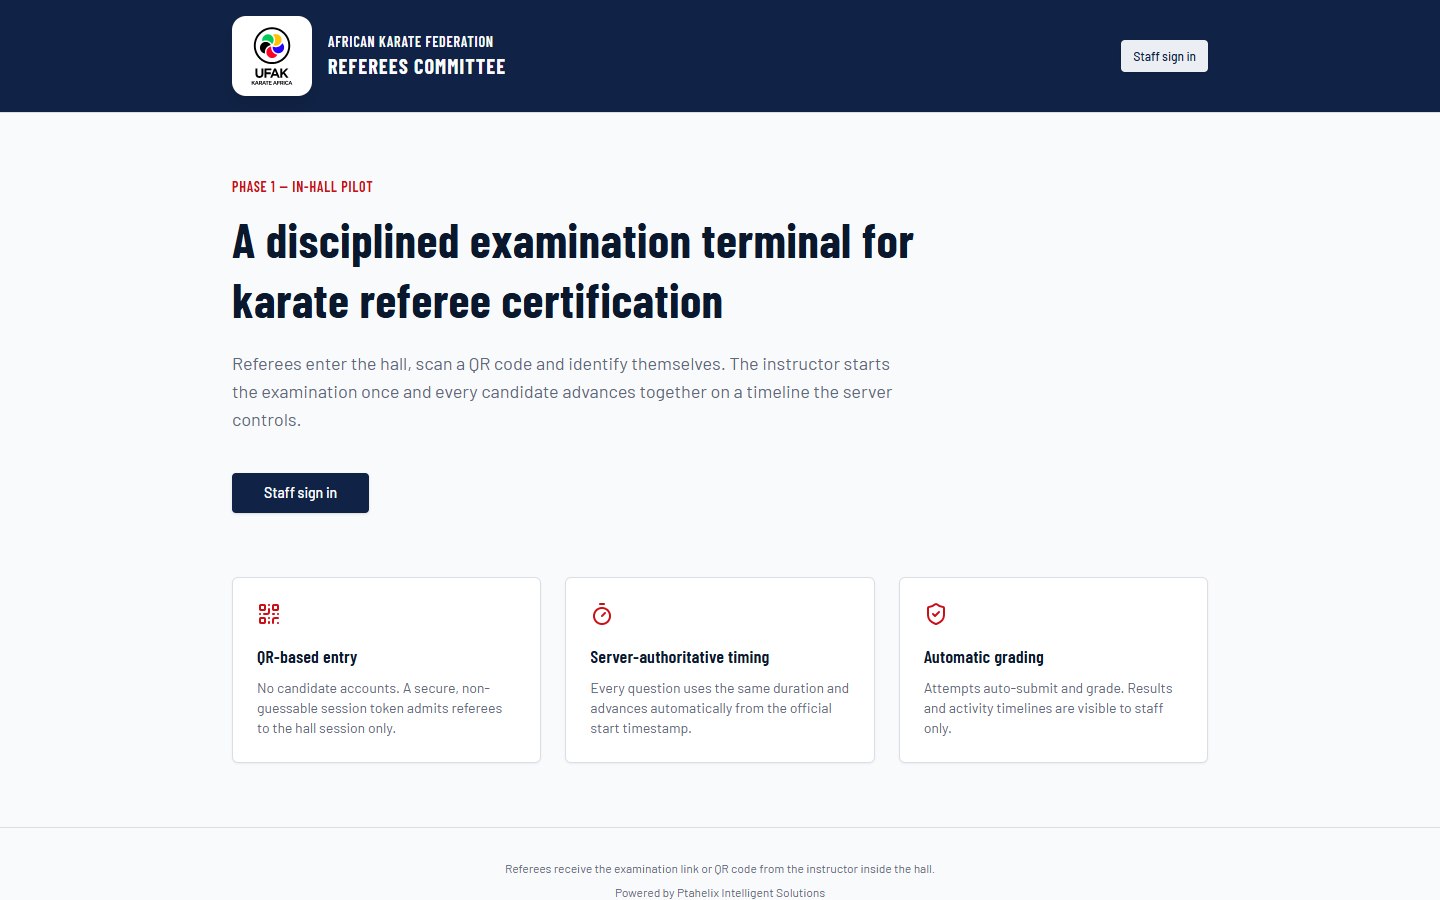 UFAK
KARATE AFRICA
AFRICAN KARATE FEDERATION
REFEREES COMMITTEE
Staff sign in
PHASE 1 — IN-HALL PILOT
A disciplined examination terminal for
karate referee certification
Referees enter the hall, scan a QR code and identify themselves. The instructor starts
the examination once and every candidate advances together on a timeline the server
controls.
Staff sign in
QR-based entry
No candidate accounts. A secure, non-
guessable session token admits referees
to the hall session only.
Server-authoritative timing
Every question uses the same duration and
advances automatically from the official
start timestamp.
Automatic grading
Attempts auto-submit and grade. Results
and activity timelines are visible to staff
only.
Referees receive the examination link or QR code from the instructor inside the hall.
Powered by Ptahelix Intelligent Solutions